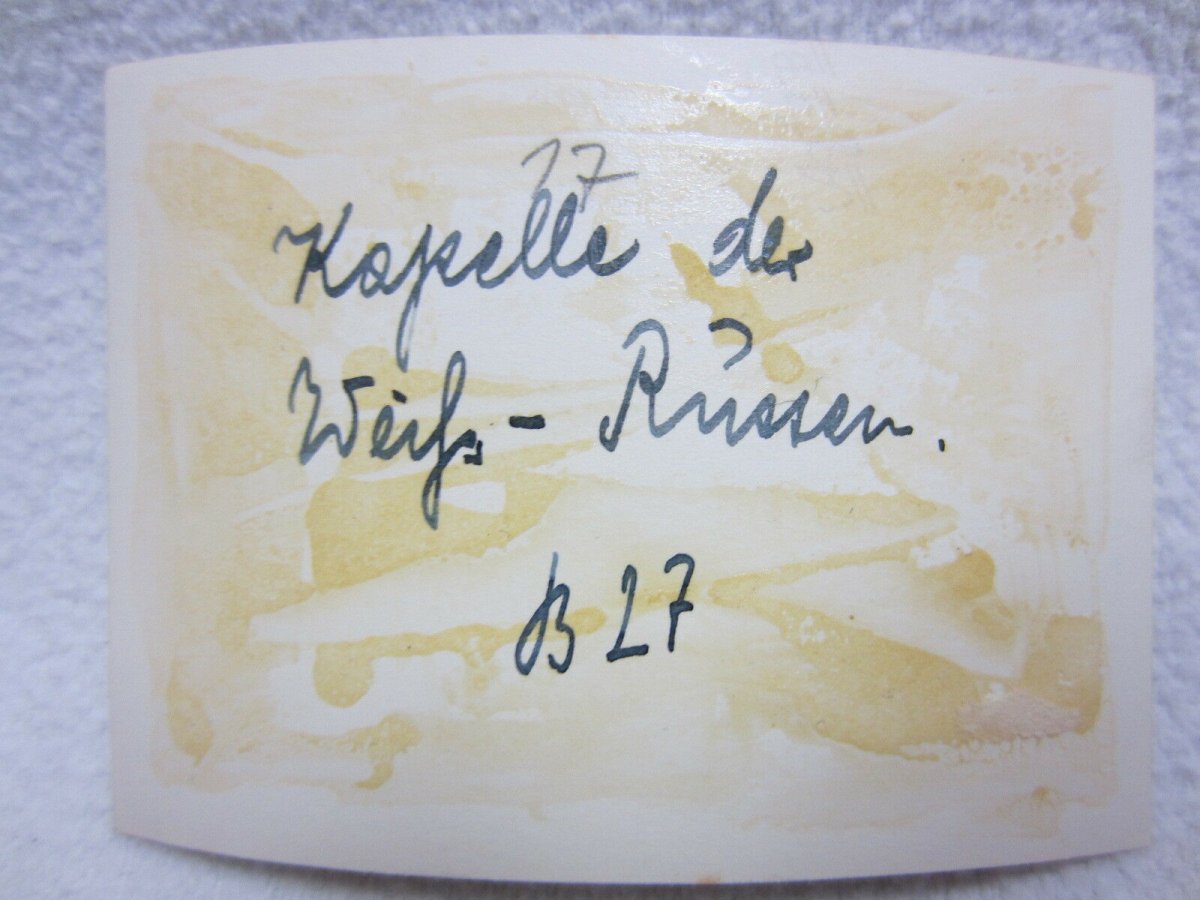 17
Kapelle der
Weiß-Russen.
B 27